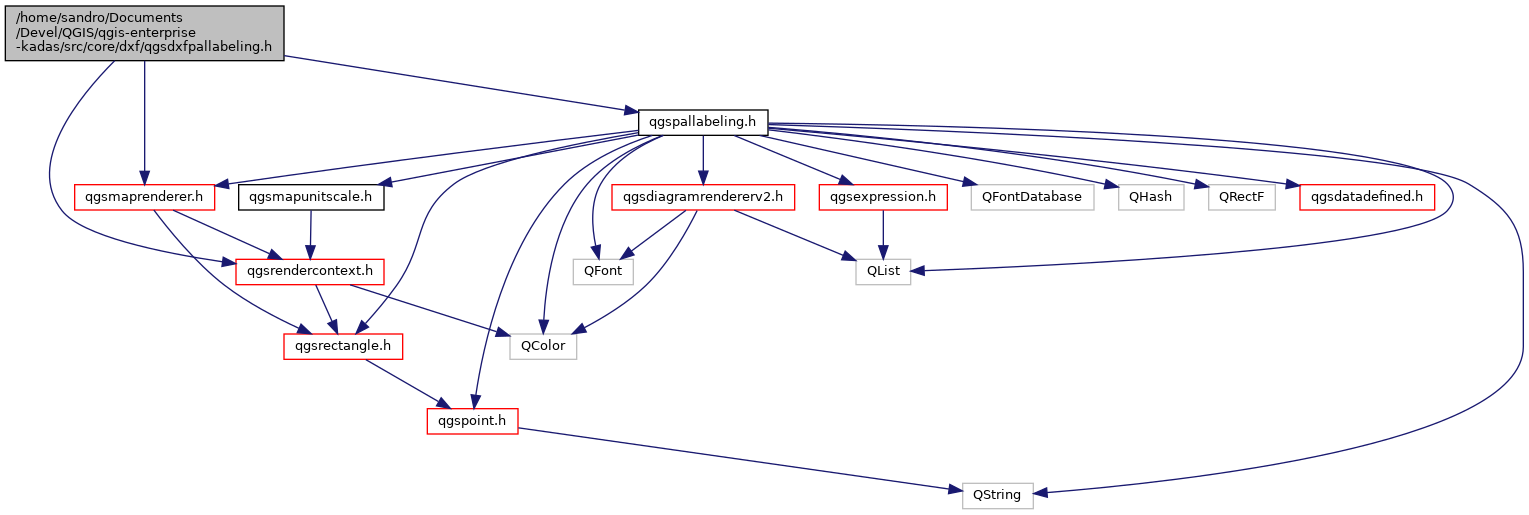 /home/sandro/Documents
/Devel/QGIS/qgis-enterprise
-kadas/src/core/dxf/qgsdxfpallabeling.h
qgspallabeling.h
qgsmaprenderer.h
qgsmapunitscale.h
qgsdiagramrendererv2.h
qgsexpression.h
QFontDatabase
QHash
QRectF
qgsdatadefined.h
qgsrendercontext.h
QFont
QList
qgsrectangle.h
QColor
qgspoint.h
QString